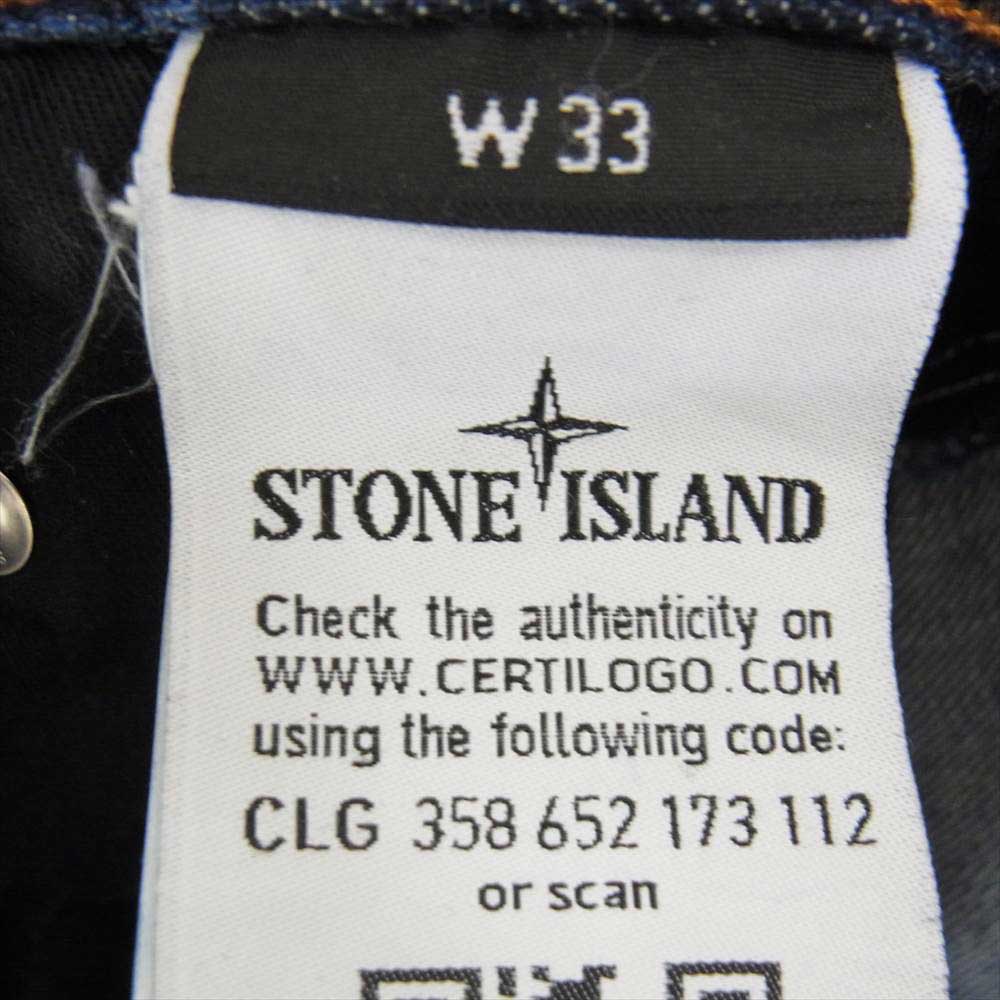 W 33
STONE ISLAND
Check the authenticity on
WWW.CERTILOGO.COM
using the following code:
CLG 358 652 173 112
or scan